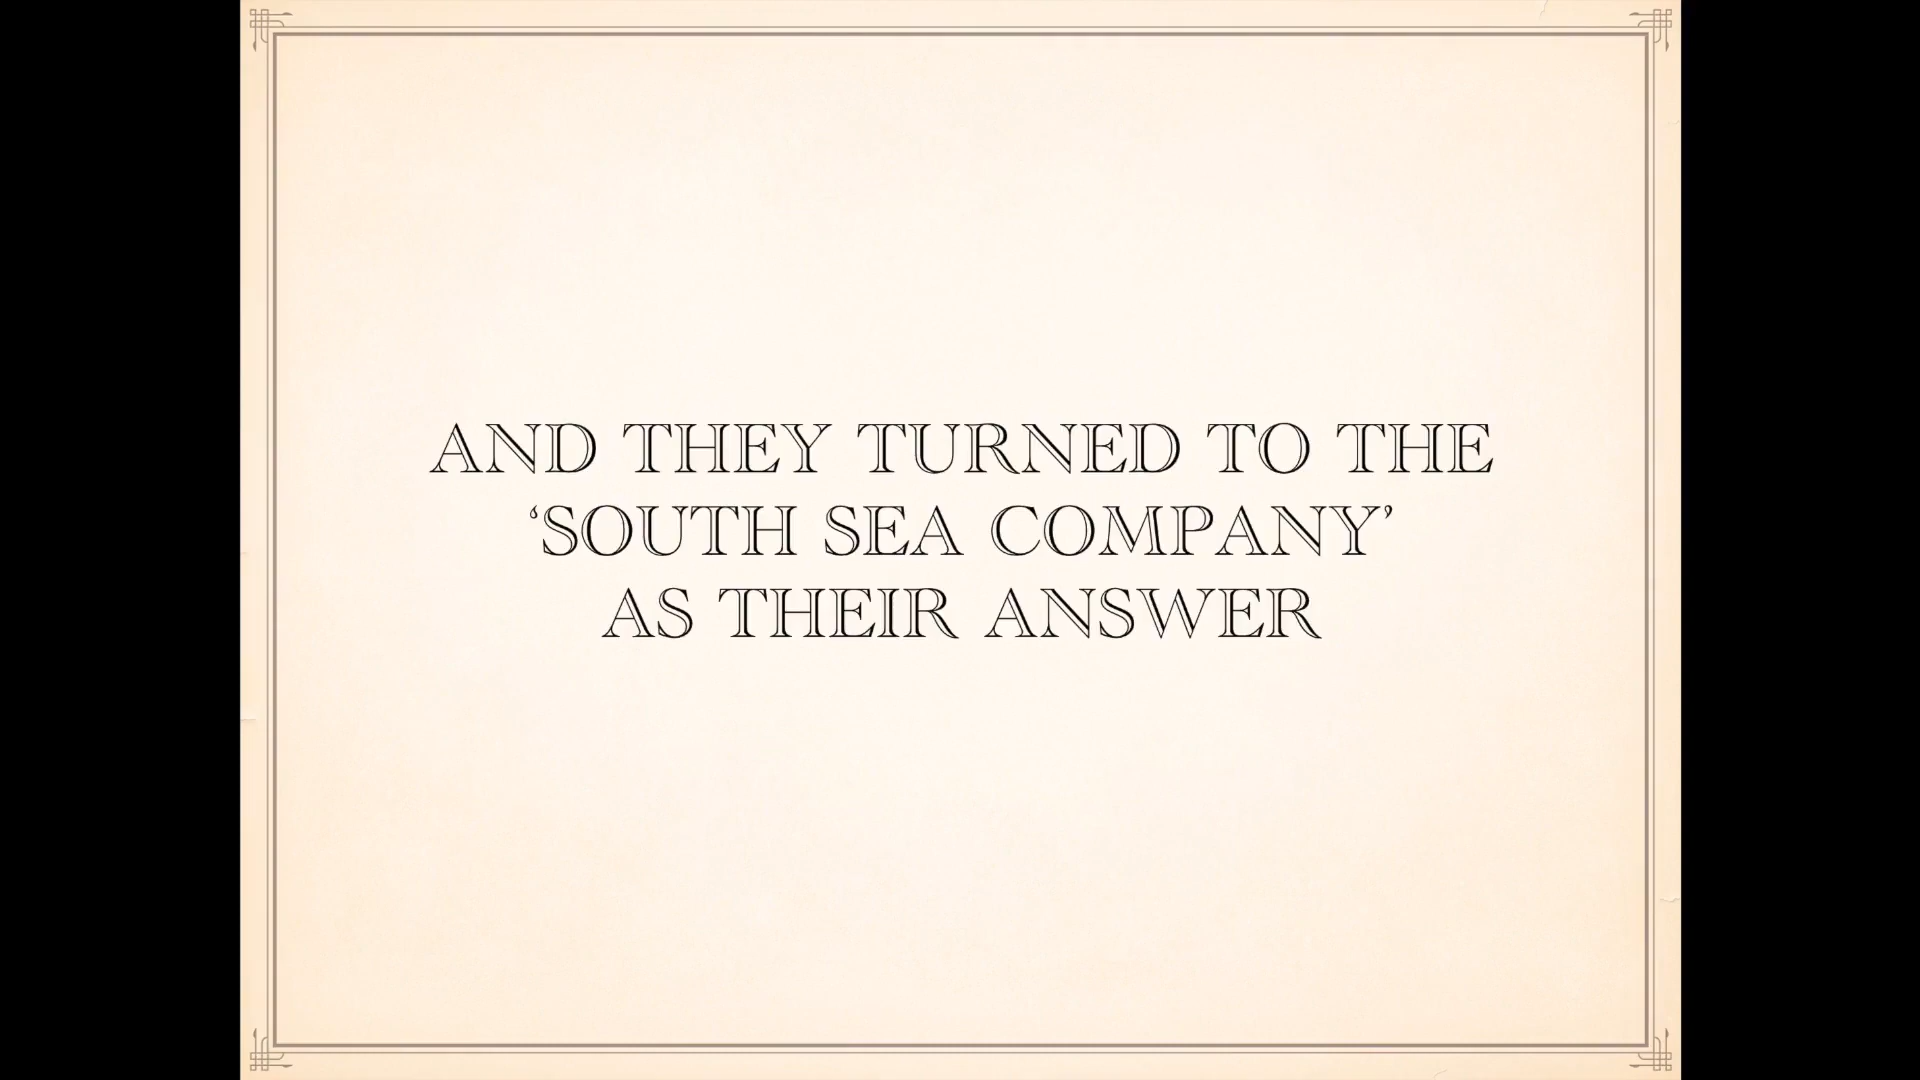 AND THEY TURNED TO THE
‘SOUTH SEA COMPANY’
AS THEIR ANSWER